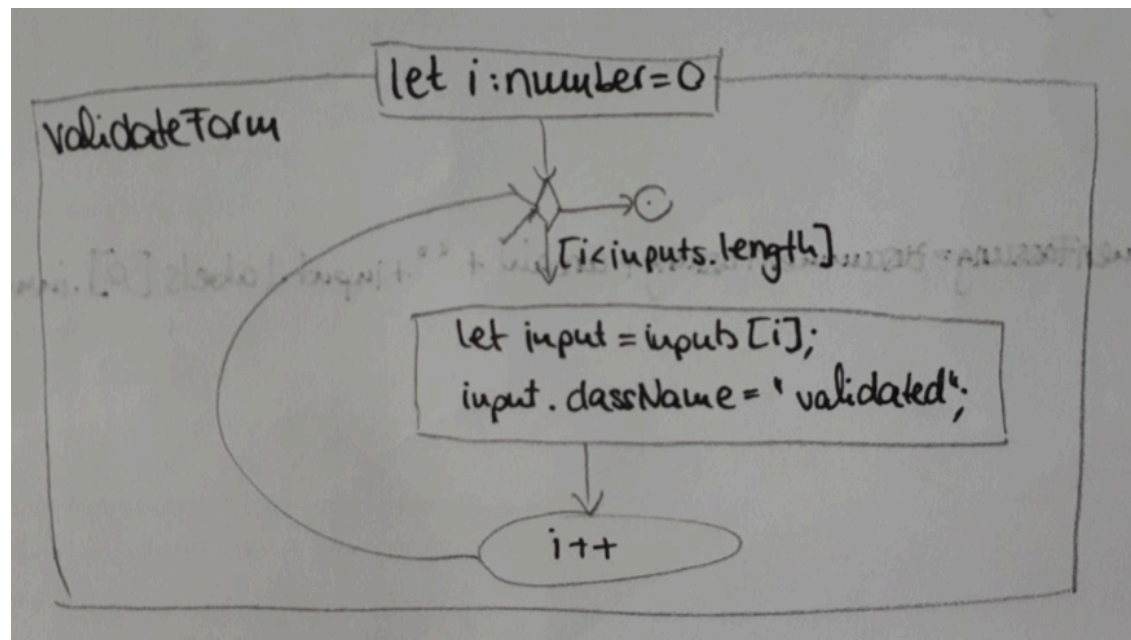 let i:number=0
validateForm
[i<inputs.length]
let input = inputs [i];
input.className = "validated";
i++